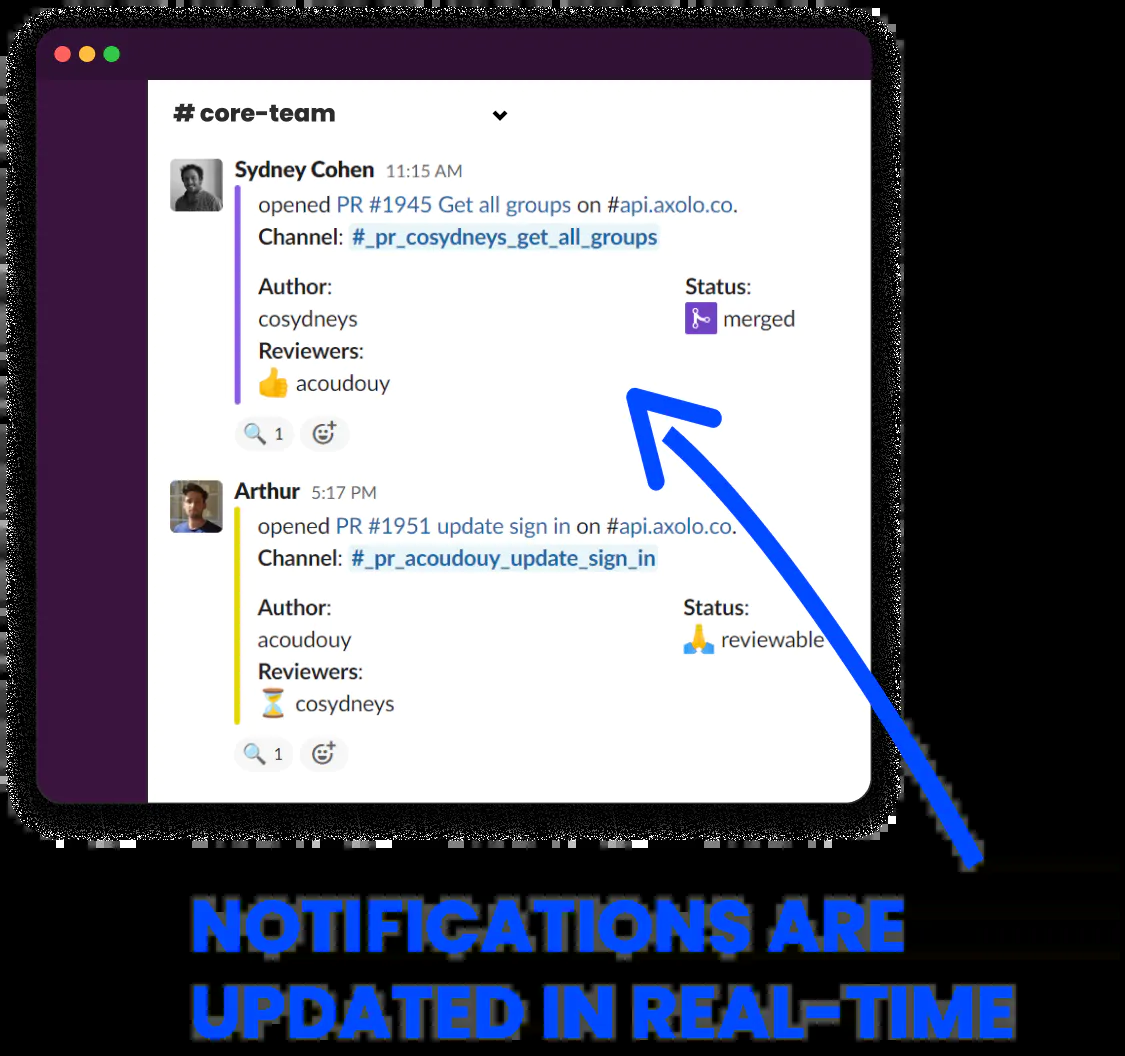 # core-team
Sydney Cohen 11:15 AM
opened PR #1945 Get all groups on #api.axolo.co.
Channel: #_pr_cosydneys_get_all_groups
Author: Status:
cosydneys merged
Reviewers:
👍 acoudouy
🔍 1
Arthur 5:17 PM
opened PR #1951 update sign in on #api.axolo.co.
Channel: #_pr_acoudouy_update_sign_in
Author: Status:
acoudouy 🙏 reviewable
Reviewers:
⏳ cosydneys
🔍 1
NOTIFICATIONS ARE
UPDATED IN REAL-TIME